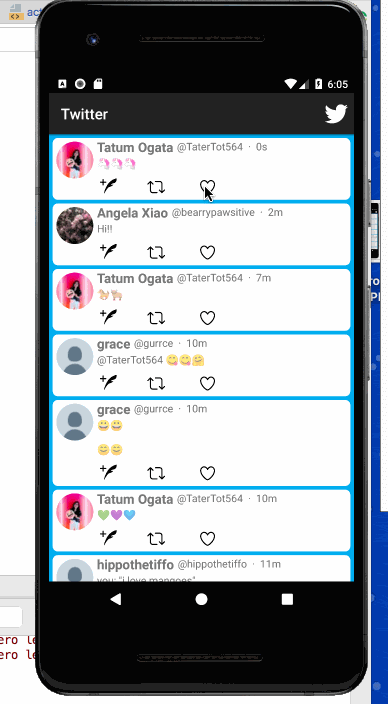 act
6:05
Twitter
Tatum Ogata @TaterTot564 · 0s
🦄🦄🦄
Angela Xiao @bearrypawsitive · 2m
Hi!!
Tatum Ogata @TaterTot564 · 7m
grace @gurrce · 10m
@TaterTot564 😋😋🤗
grace @gurrce · 10m
😀😀
😊😊
Tatum Ogata @TaterTot564 · 10m
💚💜💙
hippothetiffo @hippothetiffo · 11m
you: "i love mangoes"
ero le
ero le